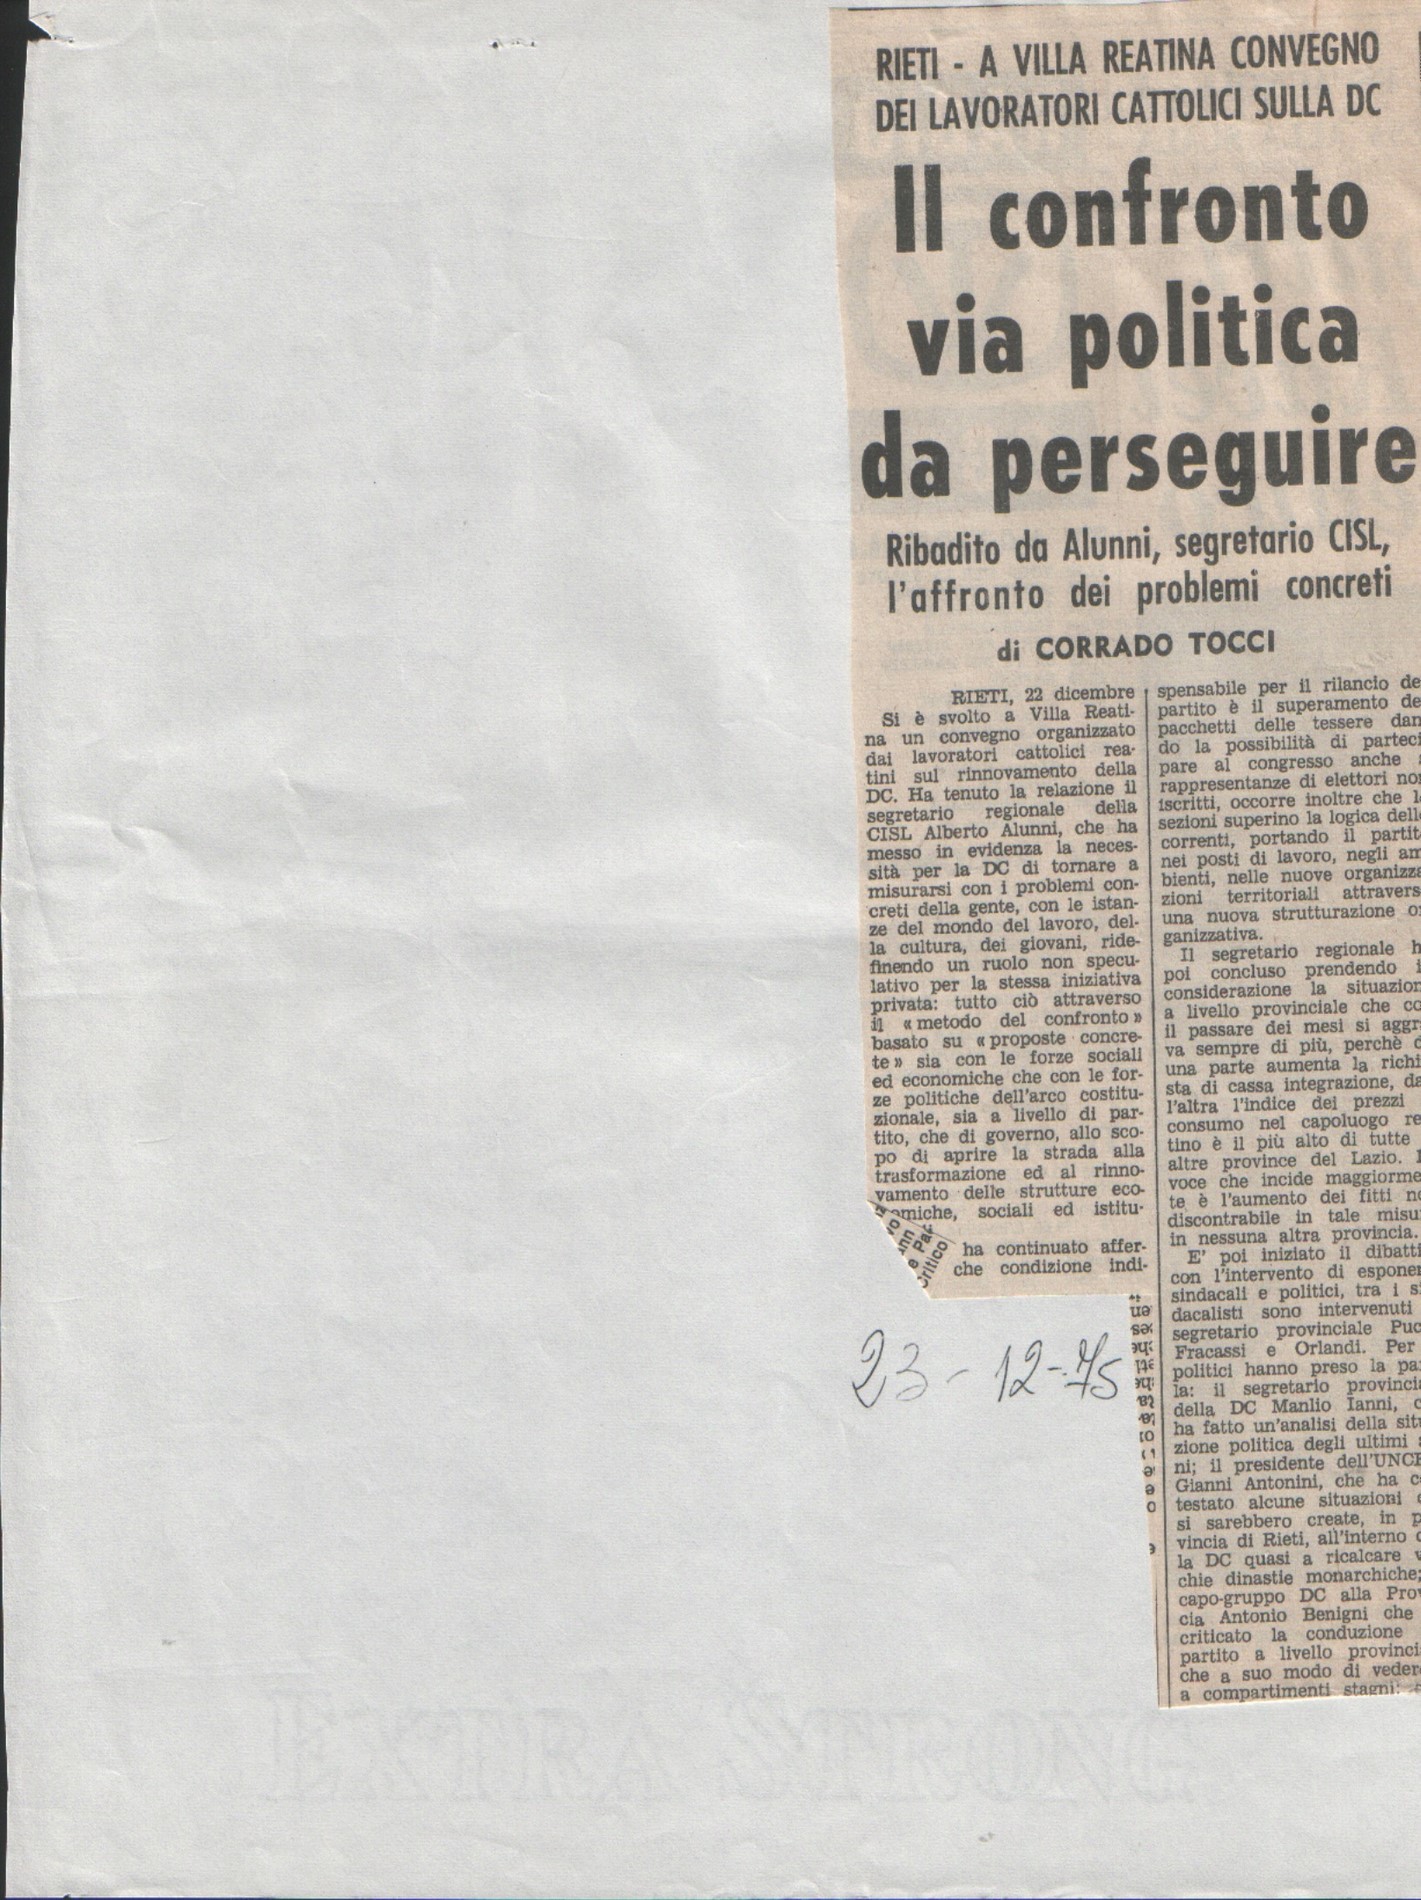 RIETI - A VILLA REATINA CONVEGNO
DEI LAVORATORI CATTOLICI SULLA DC
Il confronto
via politica
da perseguire
Ribadito da Alunni, segretario CISL,
l'affronto dei problemi concreti
di CORRADO TOCCI
RIETI, 22 dicembre
Si è svolto a Villa Reati-
na un convegno organizzato
dai lavoratori cattolici rea-
tini sul rinnovamento della
DC. Ha tenuto la relazione il
segretario regionale della
CISL Alberto Alunni, che ha
messo in evidenza la neces-
sità per la DC di tornare a
misurarsi con i problemi con-
creti della gente, con le istan-
ze del mondo del lavoro, del-
la cultura, dei giovani, ride-
finendo un ruolo non specu-
lativo per la stessa iniziativa
privata: tutto ciò attraverso
il « metodo del confronto »
basato su « proposte concre-
te » sia con le forze sociali
ed economiche che con le for-
ze politiche dell'arco costitu-
zionale, sia a livello di par-
tito, che di governo, allo sco-
po di aprire la strada alla
trasformazione ed al rinno-
vamento delle strutture eco-
omiche, sociali ed istitu-
ha continuato affer-
che condizione indi-
spensabile per il rilancio de
partito è il superamento de
pacchetti delle tessere dan
do la possibilità di parteci
pare al congresso anche
rappresentanze di elettori non
iscritti, occorre inoltre che l
sezioni superino la logica delle
correnti, portando il partit
nei posti di lavoro, negli am
bienti, nelle nuove organizza
zioni territoriali attravers
una nuova strutturazione or
ganizzativa.
Il segretario regionale h
poi concluso prendendo i
considerazione la situazion
a livello provinciale che co
il passare dei mesi si aggr
va sempre di più, perchè d
una parte aumenta la richi
sta di cassa integrazione, da
l'altra l'indice dei prezzi
consumo nel capoluogo re
tino è il più alto di tutte
altre province del Lazio. L
voce che incide maggiorme
te è l'aumento dei fitti no
discontrabile in tale misu
in nessuna altra provincia.
E' poi iniziato il dibatti
con l'intervento di esponen
sindacali e politici, tra i si
dacalisti sono intervenuti
segretario provinciale Puc
Fracassi e Orlandi. Per
politici hanno preso la pa
la: il segretario provincia
della DC Manlio Ianni, c
ha fatto un'analisi della situ
zione politica degli ultimi
ni; il presidente dell'UNCE
Gianni Antonini, che ha co
testato alcune situazioni
si sarebbero create, in p
vincia di Rieti, all'interno d
la DC quasi a ricalcare v
chie dinastie monarchiche;
capo-gruppo DC alla Prov
cia Antonio Benigni che
criticato la conduzione
partito a livello provincia
che a suo modo di veder
a compartimenti stagni;
23-12-75